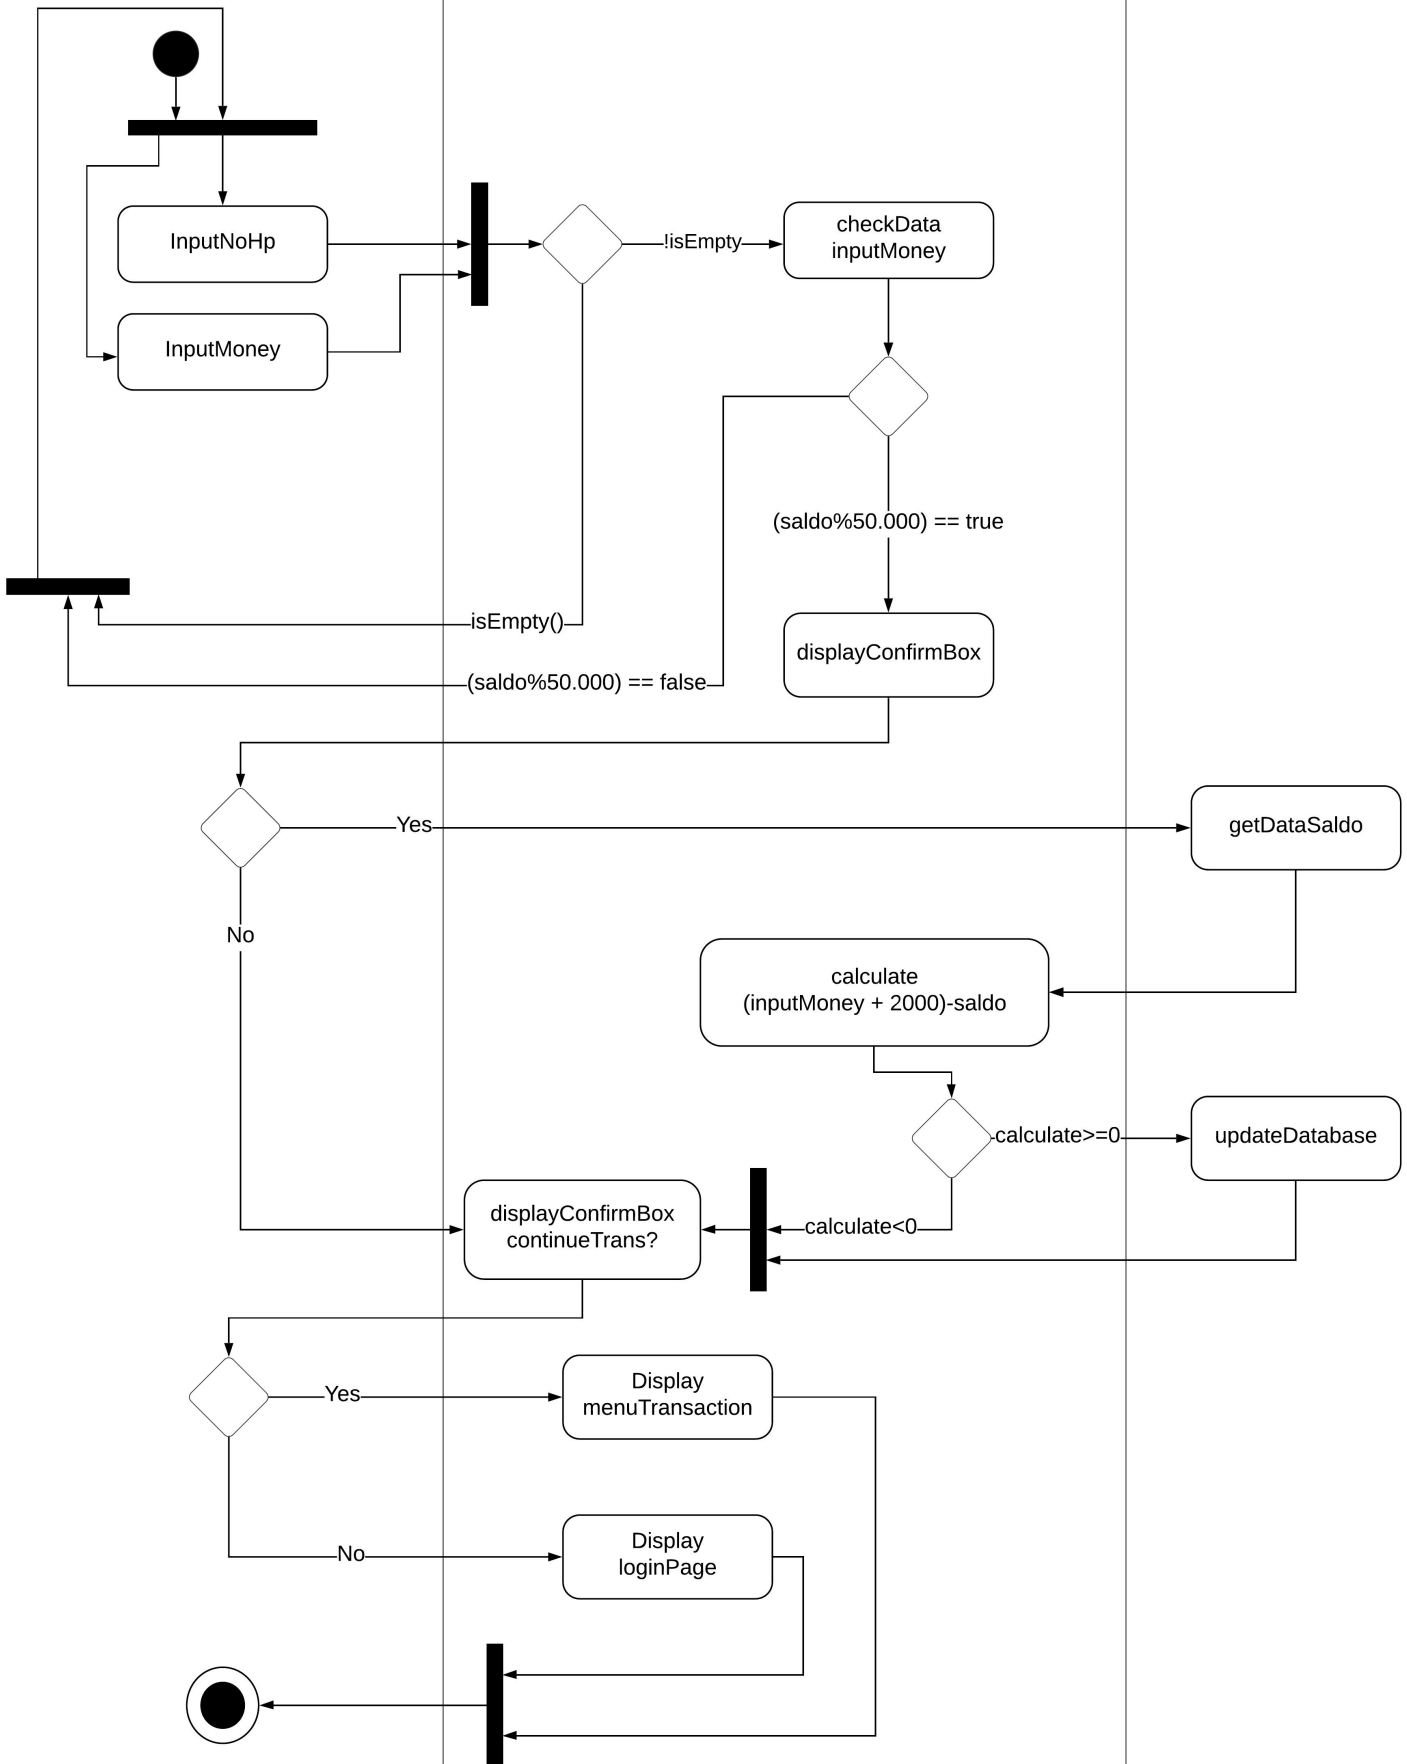 InputNoHp
!isEmpty
checkData
inputMoney
InputMoney
(saldo%50.000) == true
isEmpty()
displayConfirmBox
(saldo%50.000) == false
Yes
getDataSaldo
No
calculate
(inputMoney + 2000)-saldo
calculate>=0
updateDatabase
displayConfirmBox
continueTrans?
calculate<0
Yes
Display
menuTransaction
No
Display
loginPage